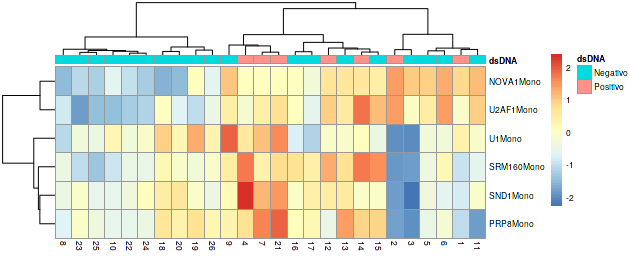 dsDNA
dsDNA
Negativo
Positivo
NOVA1Mono
U2AF1Mono
U1Mono
SRM160Mono
SND1Mono
PRP8Mono
2
1
0
-1
-2
8 23 25 10 22 24 18 20 19 26 9 4 7 21 16 17 12 13 14 15 2 3 5 6 1 11